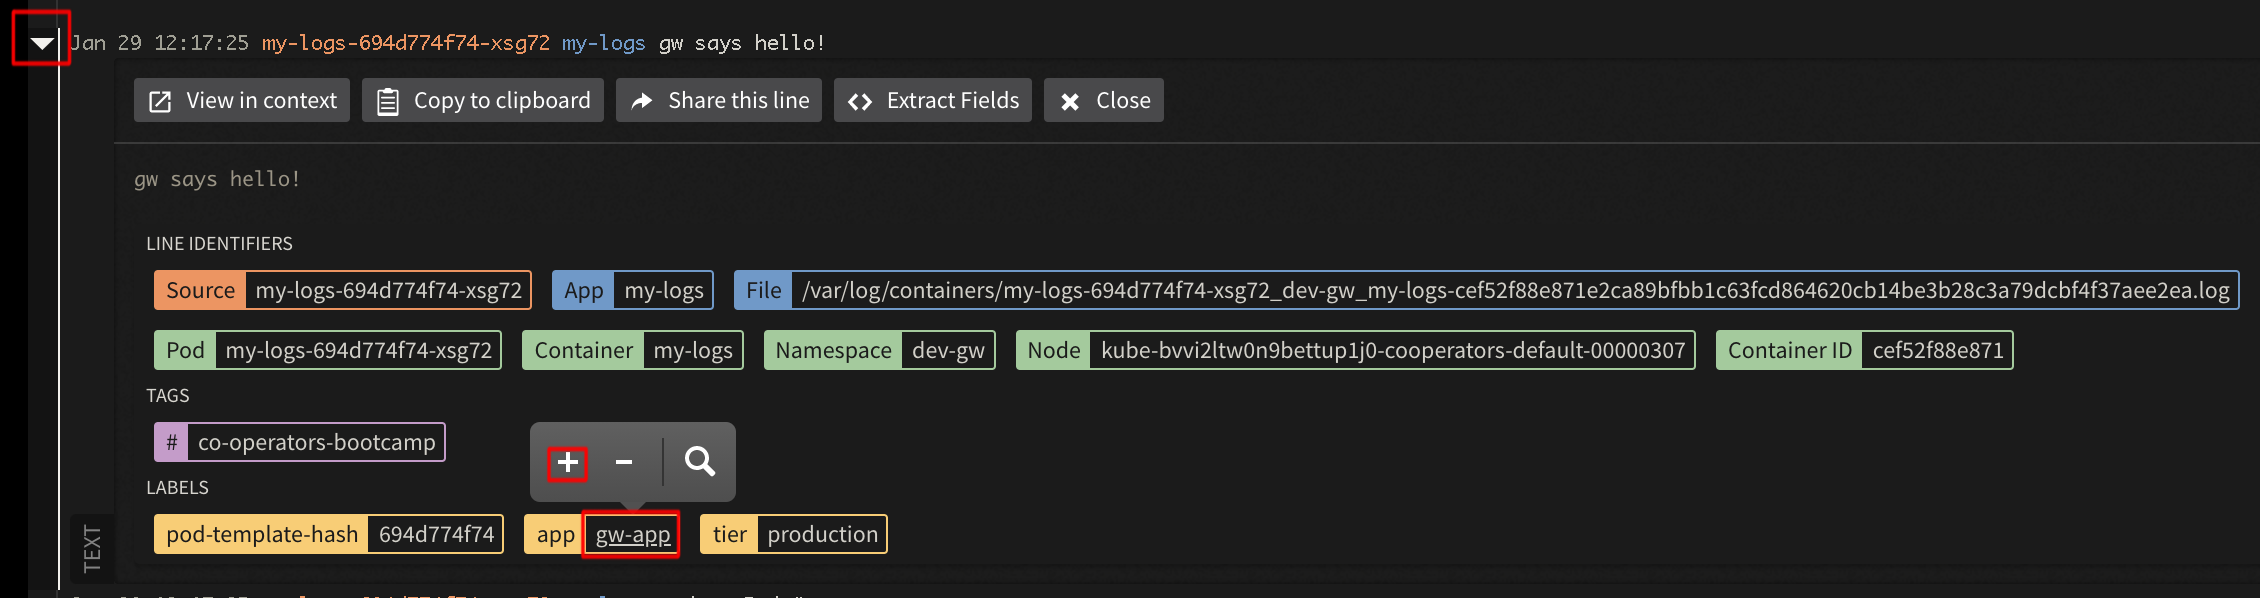 Jan 29 12:17:25 my-logs-694d774f74-xsg72 my-logs gw says hello!
View in context Copy to clipboard Share this line Extract Fields Close
gw says hello!
LINE IDENTIFIERS
Source my-logs-694d774f74-xsg72 App my-logs File /var/log/containers/my-logs-694d774f74-xsg72_dev-gw_my-logs-cef52f88e871e2ca89bfbb1c63fcd864620cb14be3b28c3a79dcbf4f37aee2ea.log
Pod my-logs-694d774f74-xsg72 Container my-logs Namespace dev-gw Node kube-bvvi2ltw0n9bettup1j0-cooperators-default-00000307 Container ID cef52f88e871
TAGS
# co-operators-bootcamp
LABELS
pod-template-hash 694d774f74 app gw-app tier production
TEXT